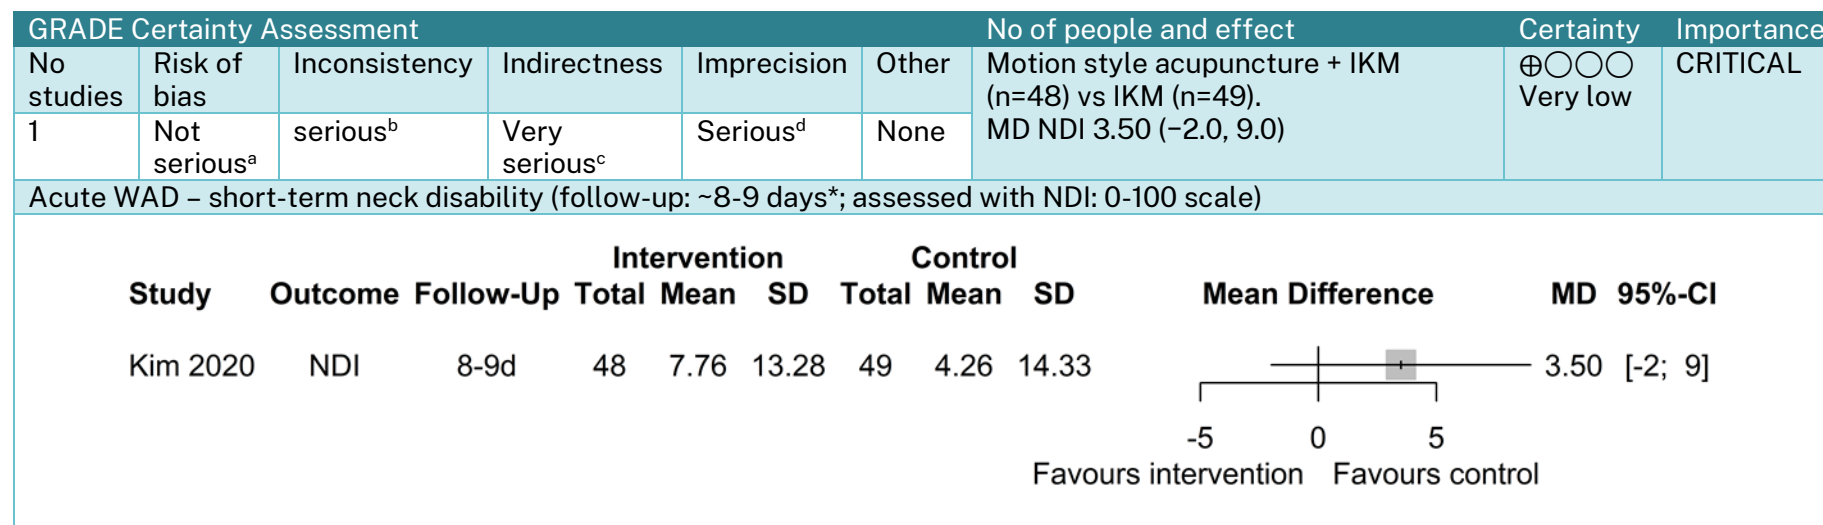 GRADE Certainty Assessment No of people and effect Certainty Importance
No studies Risk of bias Inconsistency Indirectness Imprecision Other Motion style acupuncture + IKM (n=48) vs IKM (n=49). MD NDI 3.50 (−2.0, 9.0) ⊕◯◯◯ Very low CRITICAL
1 Not seriousᵃ seriousᵇ Very seriousᶜ Seriousᵈ None
Acute WAD – short-term neck disability (follow-up: ~8-9 days*; assessed with NDI: 0-100 scale)
Intervention Control
Study Outcome Follow-Up Total Mean SD Total Mean SD Mean Difference MD 95%-CI
Kim 2020 NDI 8-9d 48 7.76 13.28 49 4.26 14.33 3.50 [-2; 9]
-5 0 5
Favours intervention Favours control